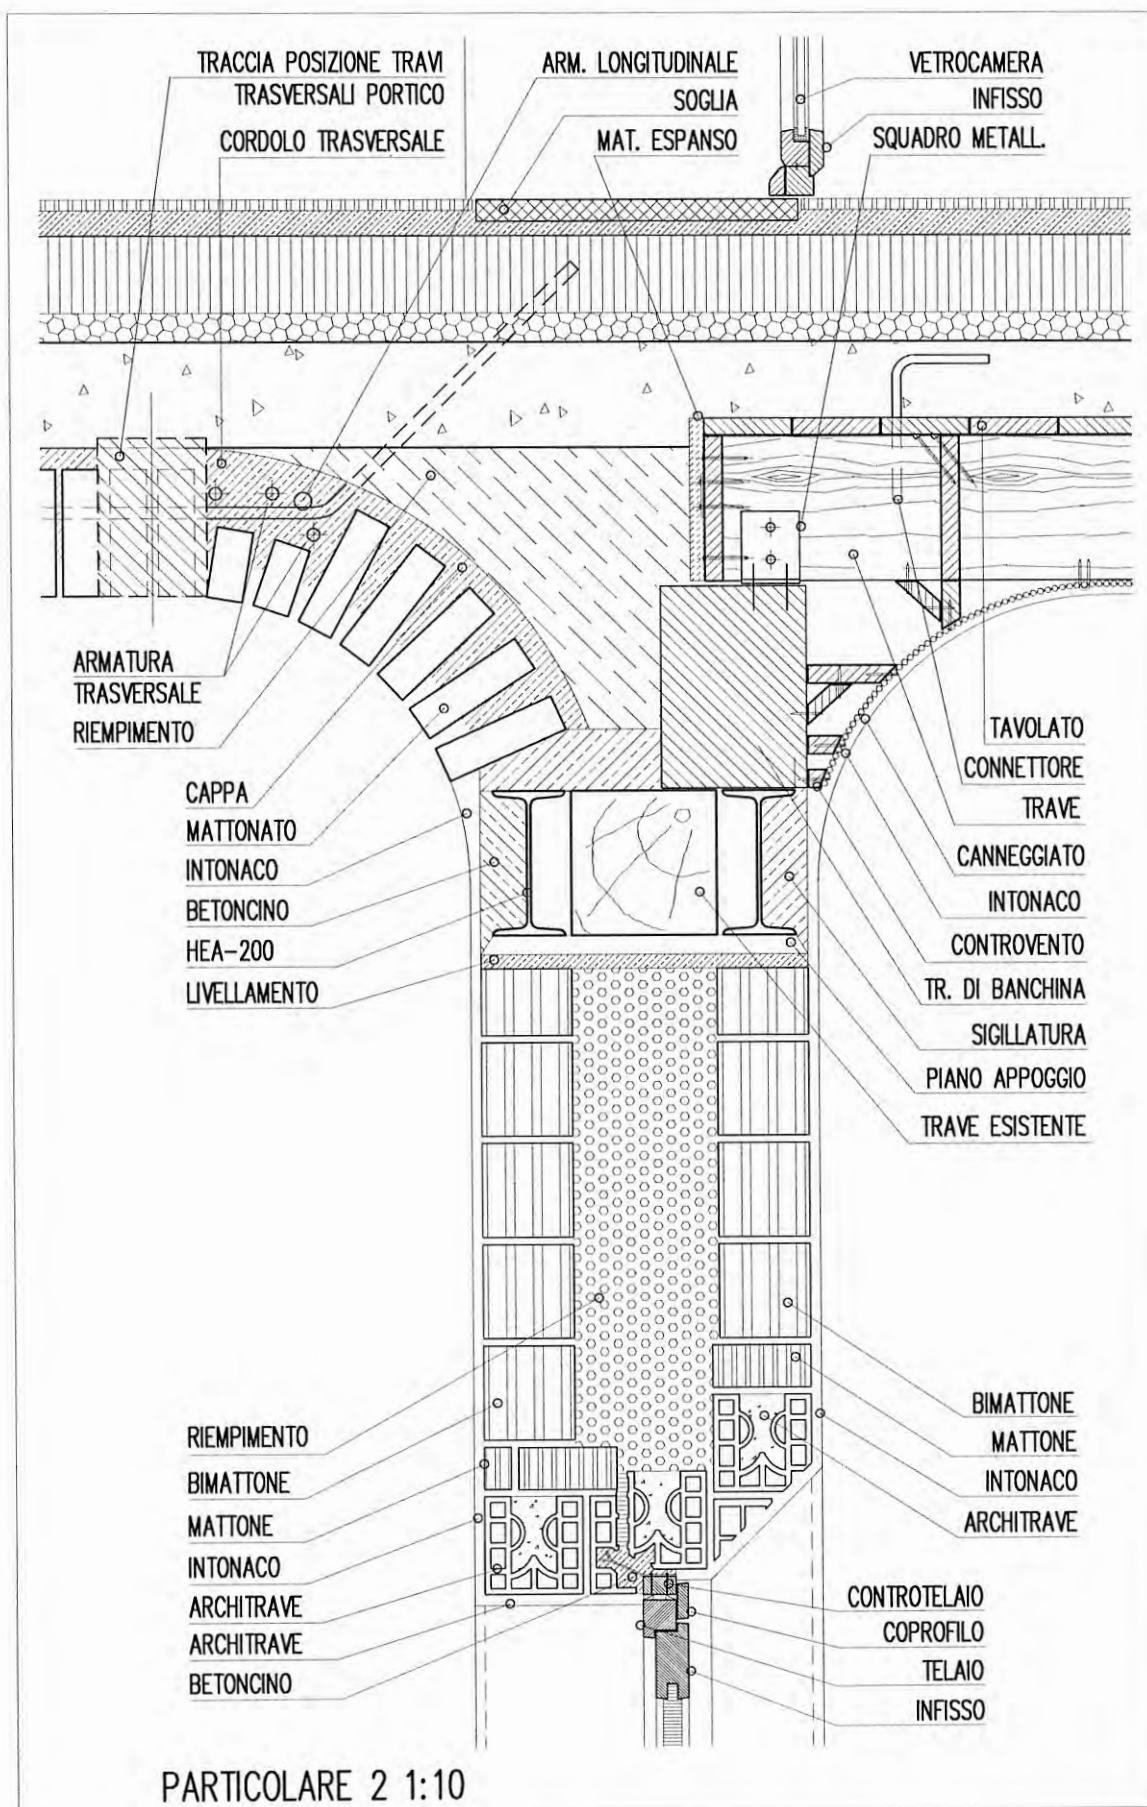 TRACCIA POSIZIONE TRAVI
TRASVERSALI PORTICO
CORDOLO TRASVERSALE
ARM. LONGITUDINALE
SOGLIA
MAT. ESPANSO
VETROCAMERA
INFISSO
SQUADRO METALL.
ARMATURA
TRASVERSALE
RIEMPIMENTO
CAPPA
MATTONATO
INTONACO
BETONCINO
HEA-200
LIVELLAMENTO
TAVOLATO
CONNETTORE
TRAVE
CANNEGGIATO
INTONACO
CONTROVENTO
TR. DI BANCHINA
SIGILLATURA
PIANO APPOGGIO
TRAVE ESISTENTE
RIEMPIMENTO
BIMATTONE
MATTONE
INTONACO
ARCHITRAVE
ARCHITRAVE
BETONCINO
BIMATTONE
MATTONE
INTONACO
ARCHITRAVE
CONTROTELAIO
COPROFILO
TELAIO
INFISSO
PARTICOLARE 2 1:10